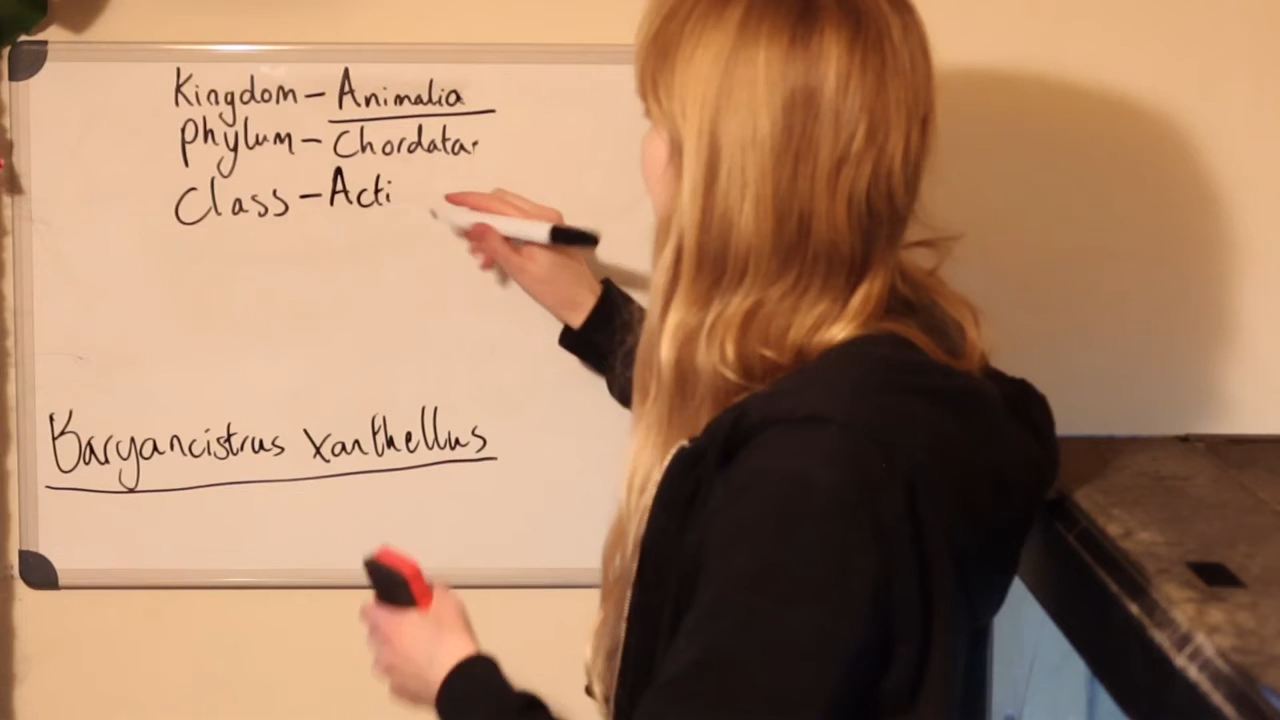 Kingdom – Animalia
Phylum – Chordata
Class – Acti
Baryancistrus xanthellus